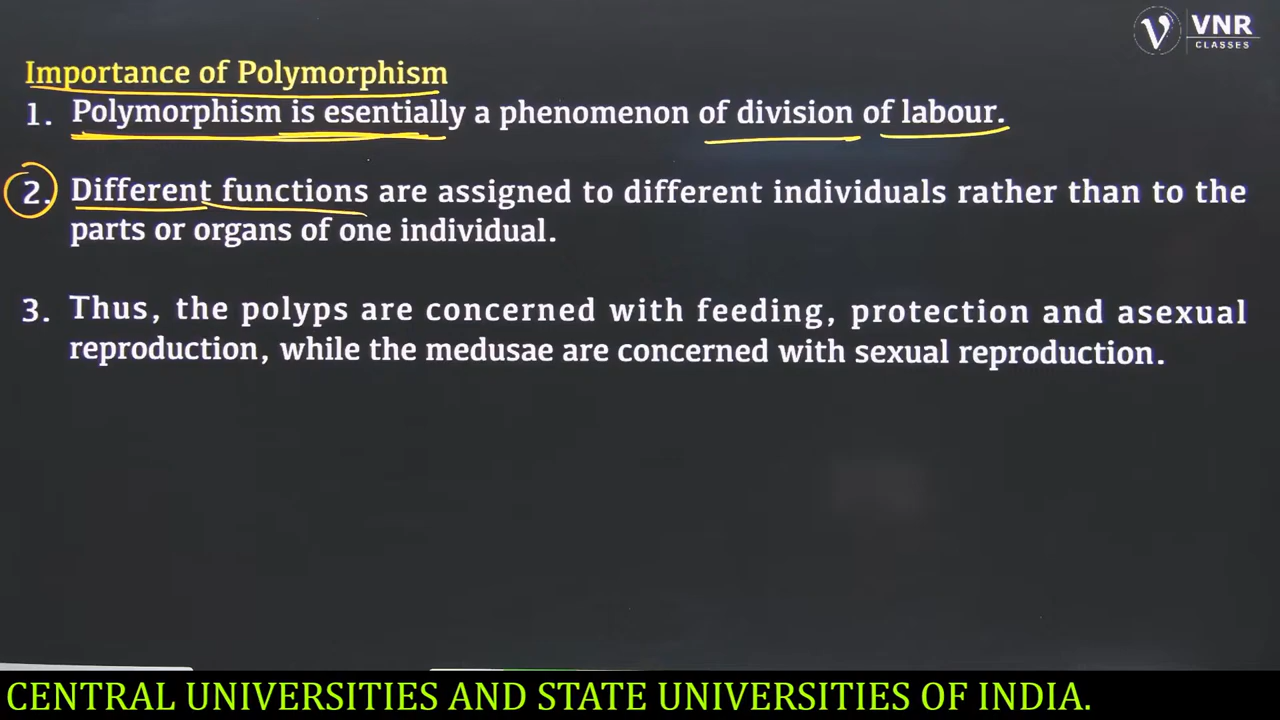 VNR
CLASSES
Importance of Polymorphism
1. Polymorphism is esentially a phenomenon of division of labour.
2. Different functions are assigned to different individuals rather than to the
parts or organs of one individual.
3. Thus, the polyps are concerned with feeding, protection and asexual
reproduction, while the medusae are concerned with sexual reproduction.
CENTRAL UNIVERSITIES AND STATE UNIVERSITIES OF INDIA.